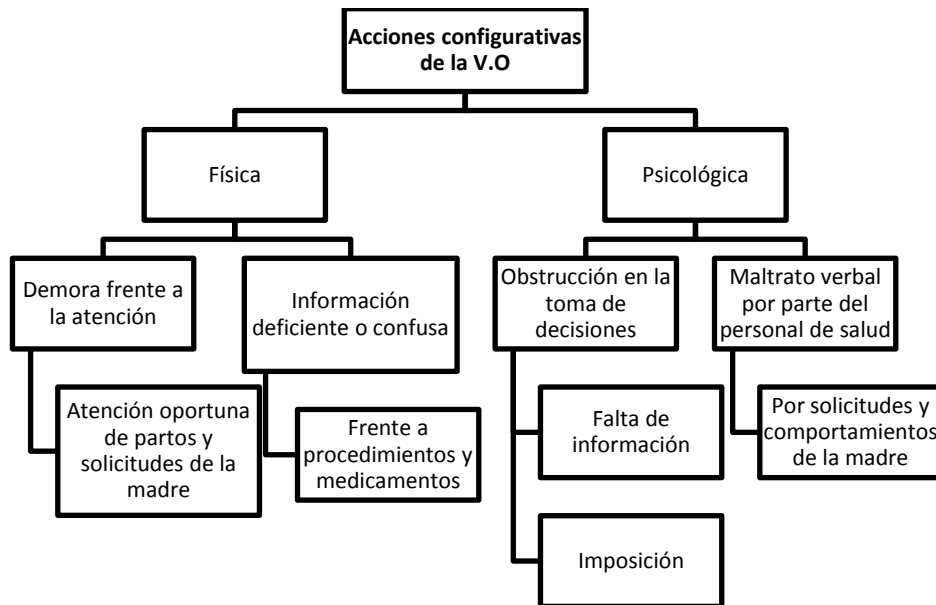 Acciones configurativas
de la V.O
Física
Psicológica
Demora frente a
la atención
Información
deficiente o confusa
Obstrucción en la
toma de
decisiones
Maltrato verbal
por parte del
personal de salud
Atención oportuna
de partos y
solicitudes de la
madre
Frente a
procedimientos y
medicamentos
Falta de
información
Por solicitudes y
comportamientos
de la madre
Imposición